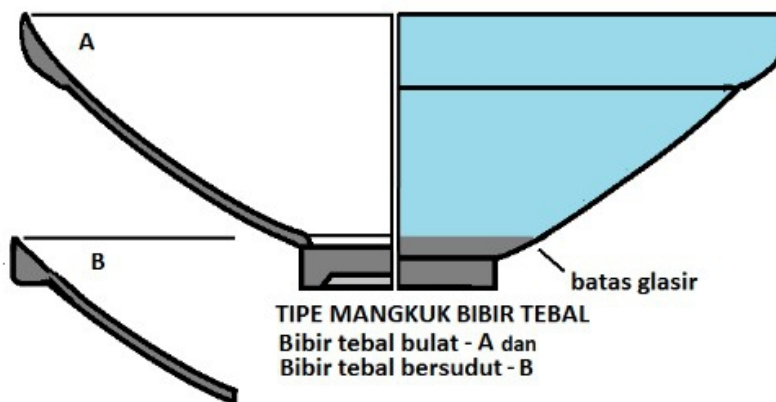 A
B
batas glasir
TIPE MANGKUK BIBIR TEBAL
Bibir tebal bulat - A dan
Bibir tebal bersudut - B